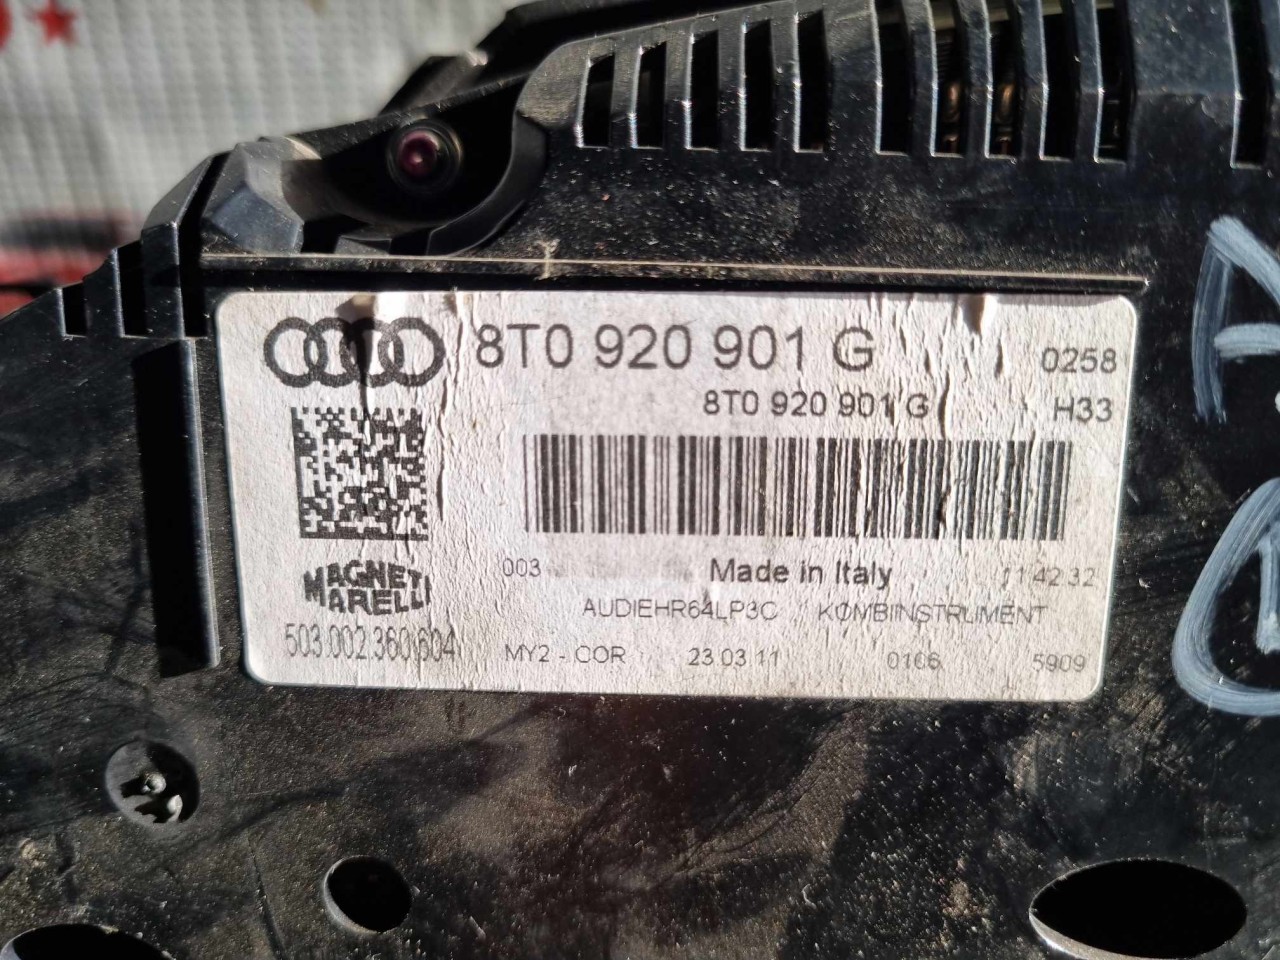 8T0 920 901 G
0258
8T0 920 901 G
H33
003
Made in Italy
11 42 32
MAGNETI
MARELLI
AUDIEHR64LP3C KOMBINSTRUMENT
503.002.360.604
MY2 - COR 23 03 11 0106 5909